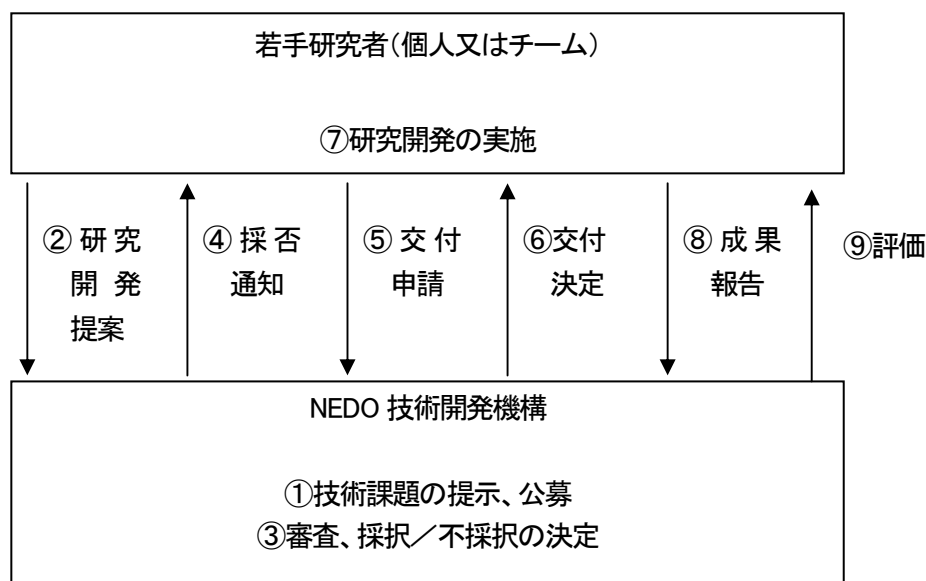 若手研究者(個人又はチーム)
⑦研究開発の実施
②研究
開発
提案
④採否
通知
⑤交付
申請
⑥交付
決定
⑧成果
報告
⑨評価
NEDO 技術開発機構
①技術課題の提示、公募
③審査、採択/不採択の決定